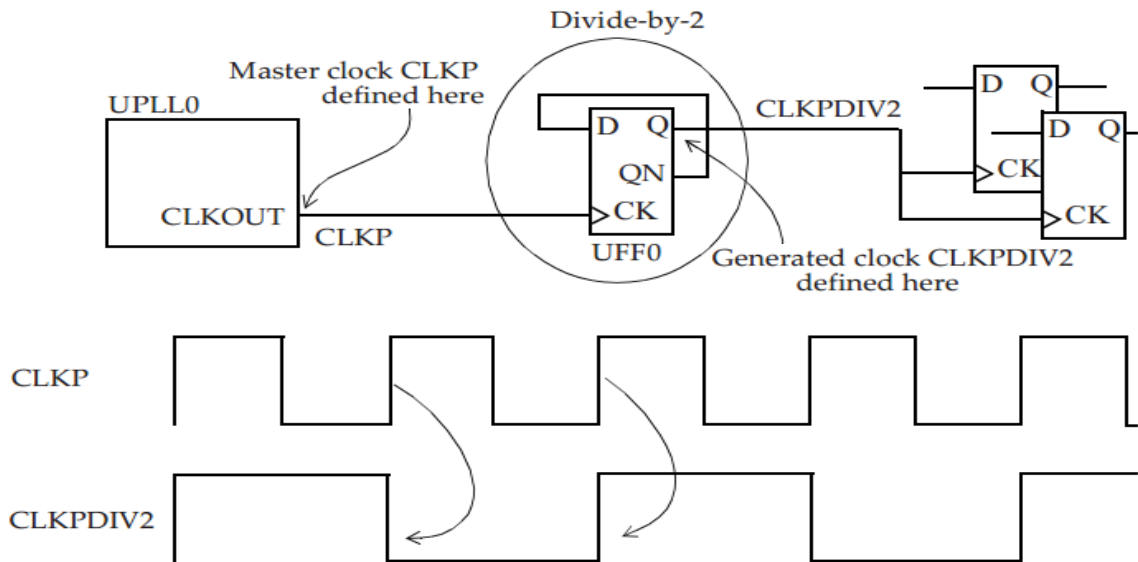 Divide-by-2
Master clock CLKP
defined here
UPLL0
CLKOUT
CLKP
D Q
QN
CK
UFF0
CLKPDIV2
Generated clock CLKPDIV2
defined here
D Q
CK
D Q
CK
CLKP
CLKPDIV2